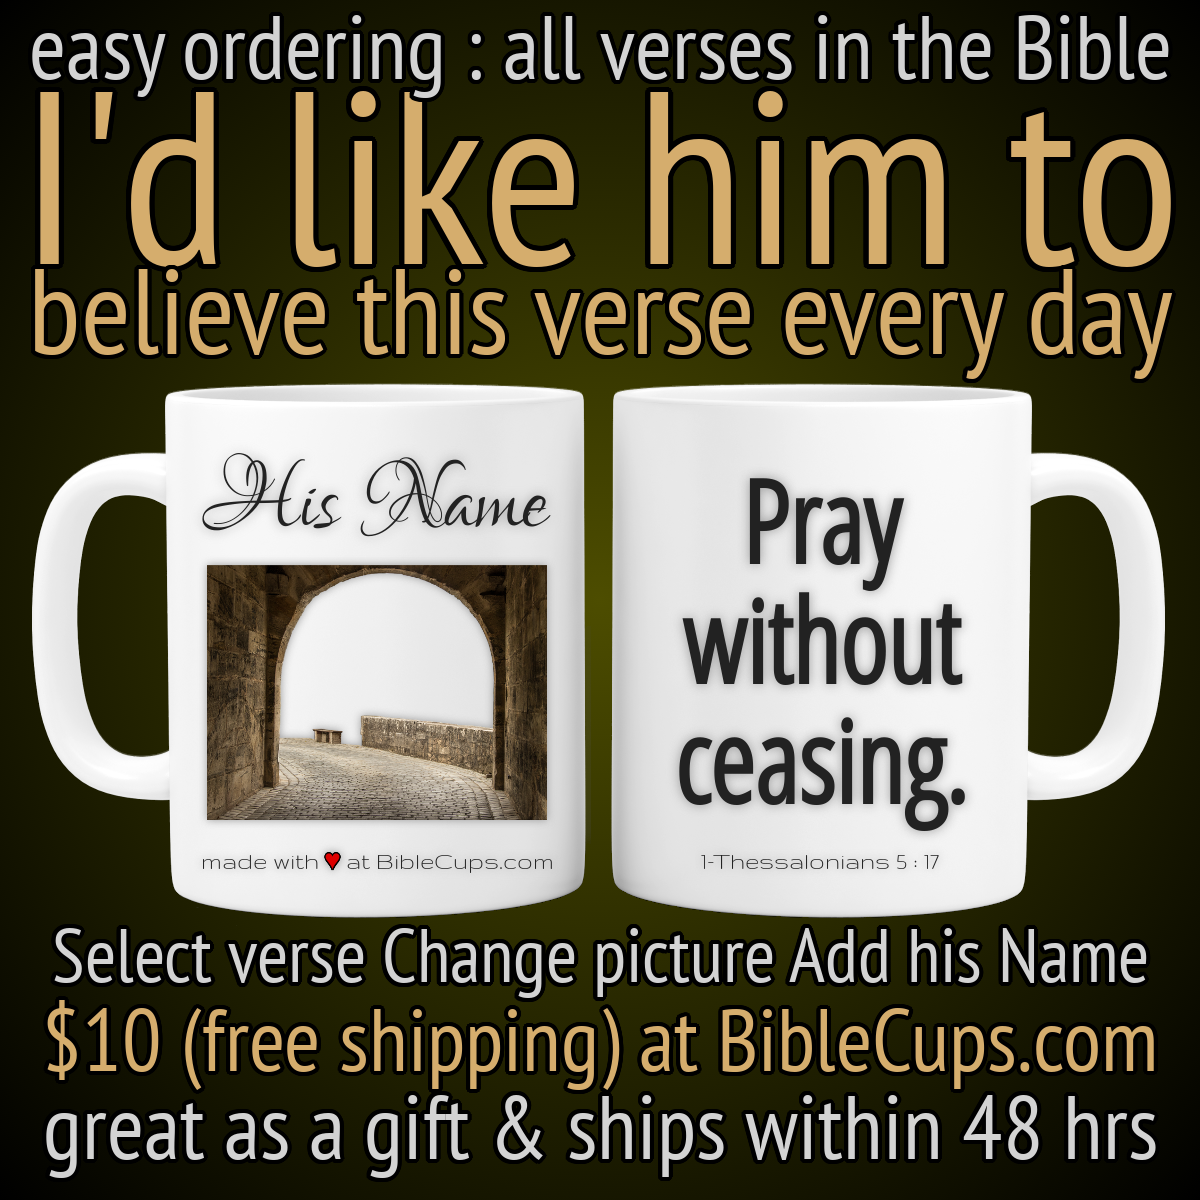 easy ordering : all verses in the Bible
I'd like him to
believe this verse every day
His Name
made with ♥ at BibleCups.com
Pray
without
ceasing.
1-Thessalonians 5 : 17
Select verse Change picture Add his Name
$10 (free shipping) at BibleCups.com
great as a gift & ships within 48 hrs